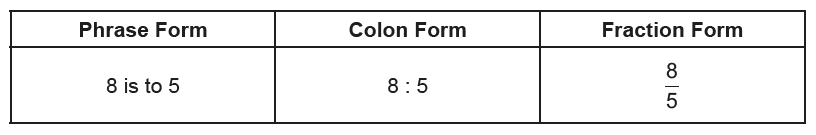 Phrase Form Colon Form Fraction Form
8 is to 5 8 : 5 8/5